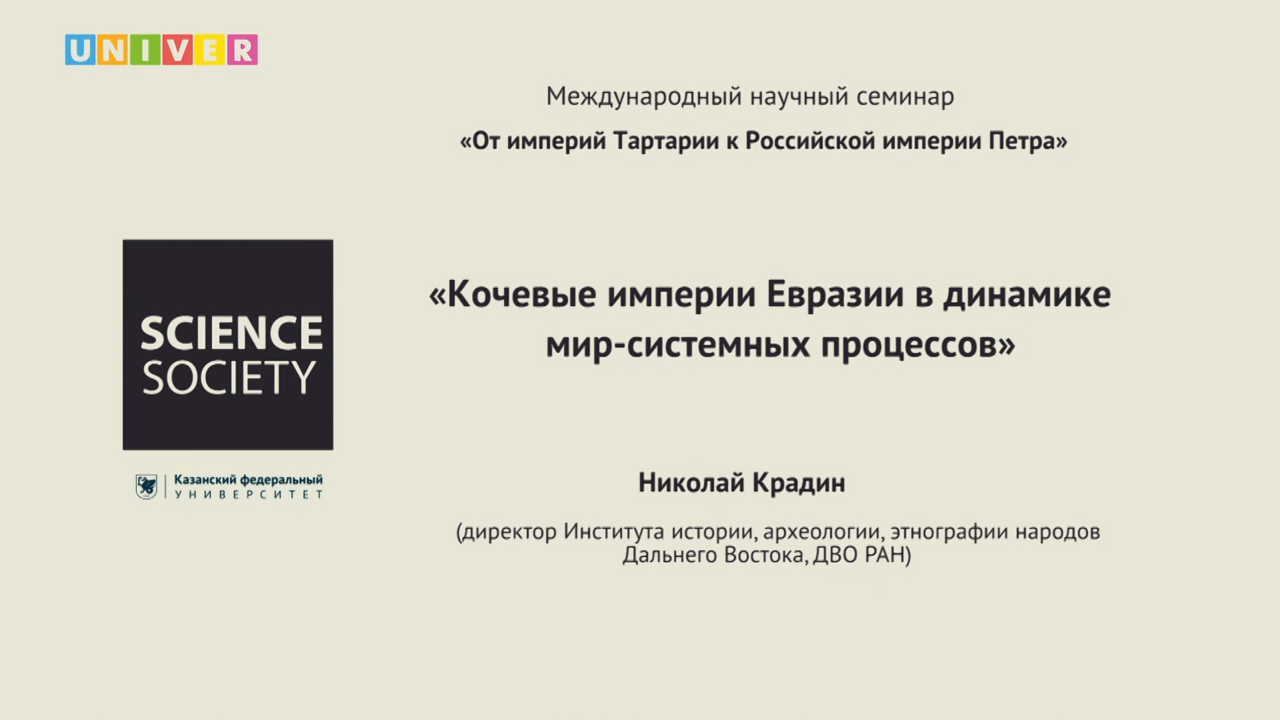 UNIVER
Международный научный семинар
«От империй Тартарии к Российской империи Петра»
SCIENCE
SOCIETY
Казанский федеральный
УНИВЕРСИТЕТ
«Кочевые империи Евразии в динамике
мир-системных процессов»
Николай Крадин
(директор Института истории, археологии, этнографии народов
Дальнего Востока, ДВО РАН)